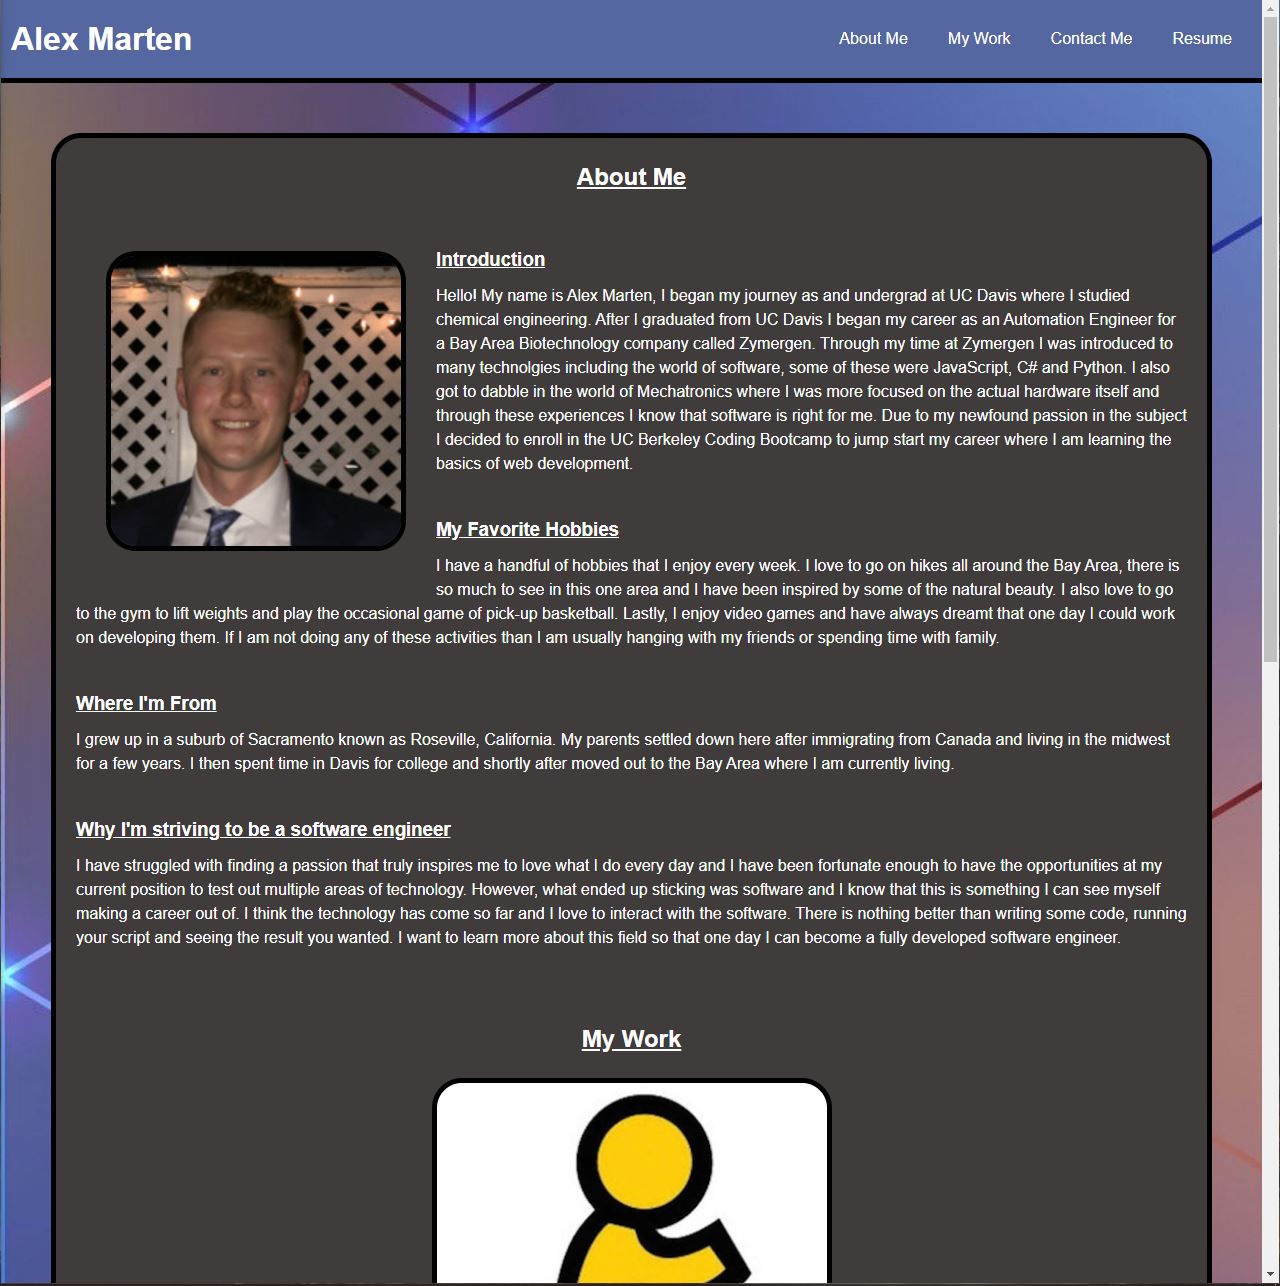 Alex Marten
About Me
My Work
Contact Me
Resume
About Me
Introduction
Hello! My name is Alex Marten, I began my journey as and undergrad at UC Davis where I studied
chemical engineering. After I graduated from UC Davis I began my career as an Automation Engineer for
a Bay Area Biotechnology company called Zymergen. Through my time at Zymergen I was introduced to
many technolgies including the world of software, some of these were JavaScript, C# and Python. I also
got to dabble in the world of Mechatronics where I was more focused on the actual hardware itself and
through these experiences I know that software is right for me. Due to my newfound passion in the subject
I decided to enroll in the UC Berkeley Coding Bootcamp to jump start my career where I am learning the
basics of web development.
My Favorite Hobbies
I have a handful of hobbies that I enjoy every week. I love to go on hikes all around the Bay Area, there is
so much to see in this one area and I have been inspired by some of the natural beauty. I also love to go
to the gym to lift weights and play the occasional game of pick-up basketball. Lastly, I enjoy video games and have always dreamt that one day I could work
on developing them. If I am not doing any of these activities than I am usually hanging with my friends or spending time with family.
Where I'm From
I grew up in a suburb of Sacramento known as Roseville, California. My parents settled down here after immigrating from Canada and living in the midwest
for a few years. I then spent time in Davis for college and shortly after moved out to the Bay Area where I am currently living.
Why I'm striving to be a software engineer
I have struggled with finding a passion that truly inspires me to love what I do every day and I have been fortunate enough to have the opportunities at my
current position to test out multiple areas of technology. However, what ended up sticking was software and I know that this is something I can see myself
making a career out of. I think the technology has come so far and I love to interact with the software. There is nothing better than writing some code, running
your script and seeing the result you wanted. I want to learn more about this field so that one day I can become a fully developed software engineer.
My Work